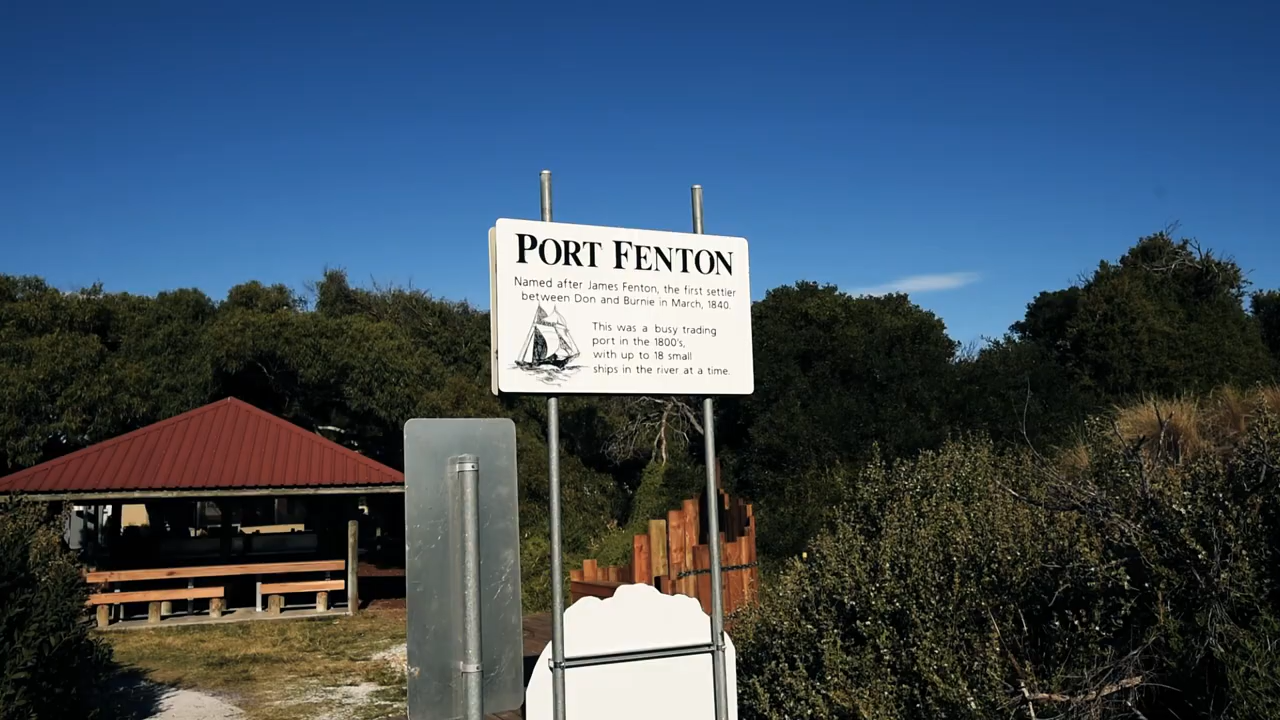 PORT FENTON
Named after James Fenton, the first settler
between Don and Burnie in March, 1840.
This was a busy trading
port in the 1800's,
with up to 18 small
ships in the river at a time.